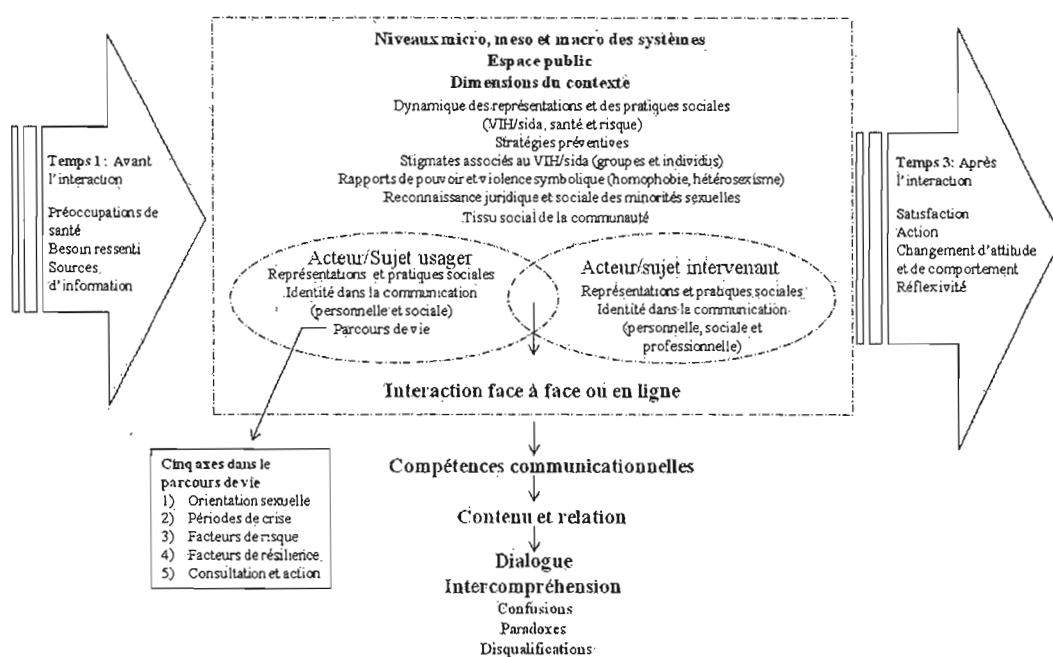 Temps 1 : Avant
l'interaction
Préoccupations de
santé
Besoin ressenti
Sources
d'information
Niveaux micro, meso et macro des systèmes
Espace public
Dimensions du contexte
Dynamique des représentations et des pratiques sociales
(VIH/sida, santé et risque)
Stratégies préventives
Stigmates associés au VIH/sida (groupes et individus)
Rapports de pouvoir et violence symbolique (homophobie, hétérosexisme)
Reconnaissance juridique et sociale des minorités sexuelles
Tissu social de la communauté
Acteur/Sujet usager
Représentations et pratiques sociales
Identité dans la communication
(personnelle et sociale)
Parcours de vie
Acteur/sujet intervenant
Représentations et pratiques sociales
Identité dans la communication
(personnelle, sociale et
professionnelle)
Interaction face à face ou en ligne
Temps 3: Après
l'interaction
Satisfaction
Action
Changement d'attitude
et de comportement
Réflexivité
Cinq axes dans le
parcours de vie
1) Orientation sexuelle
2) Périodes de crise
3) Facteurs de risque
4) Facteurs de résilience
5) Consultation et action
Compétences communicationnelles
Contenu et relation
Dialogue
Intercompréhension
Confusions
Paradoxes
Disqualifications